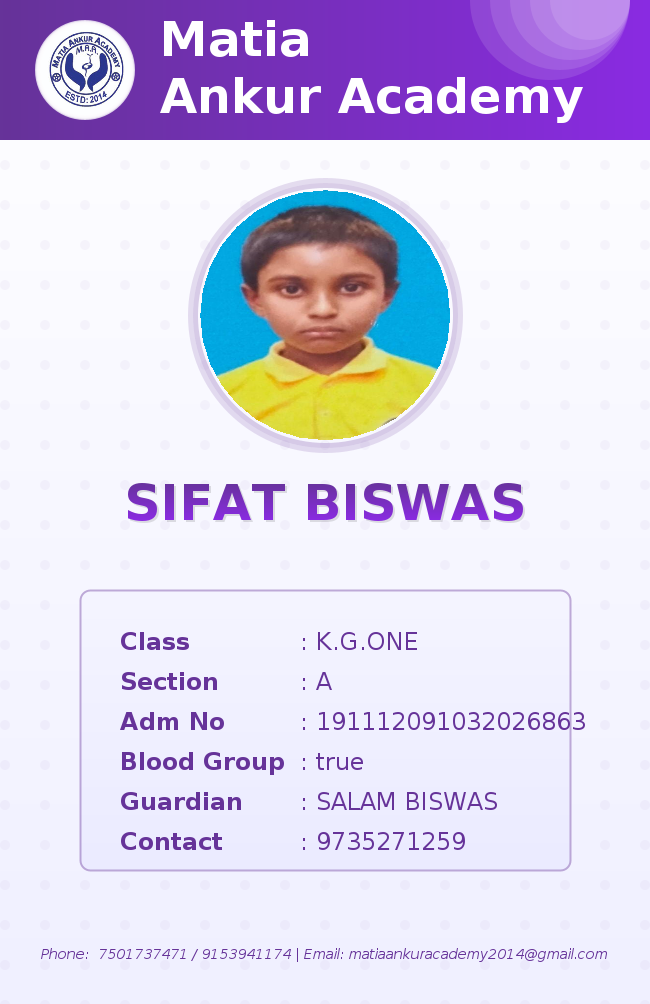 Matia
Ankur Academy
MATIA ANKUR ACADEMY
M.A.A
ESTD: 2014
SIFAT BISWAS
Class : K.G.ONE
Section : A
Adm No : 191112091032026863
Blood Group : true
Guardian : SALAM BISWAS
Contact : 9735271259
Phone: 7501737471 / 9153941174 | Email: matiaankuracademy2014@gmail.com